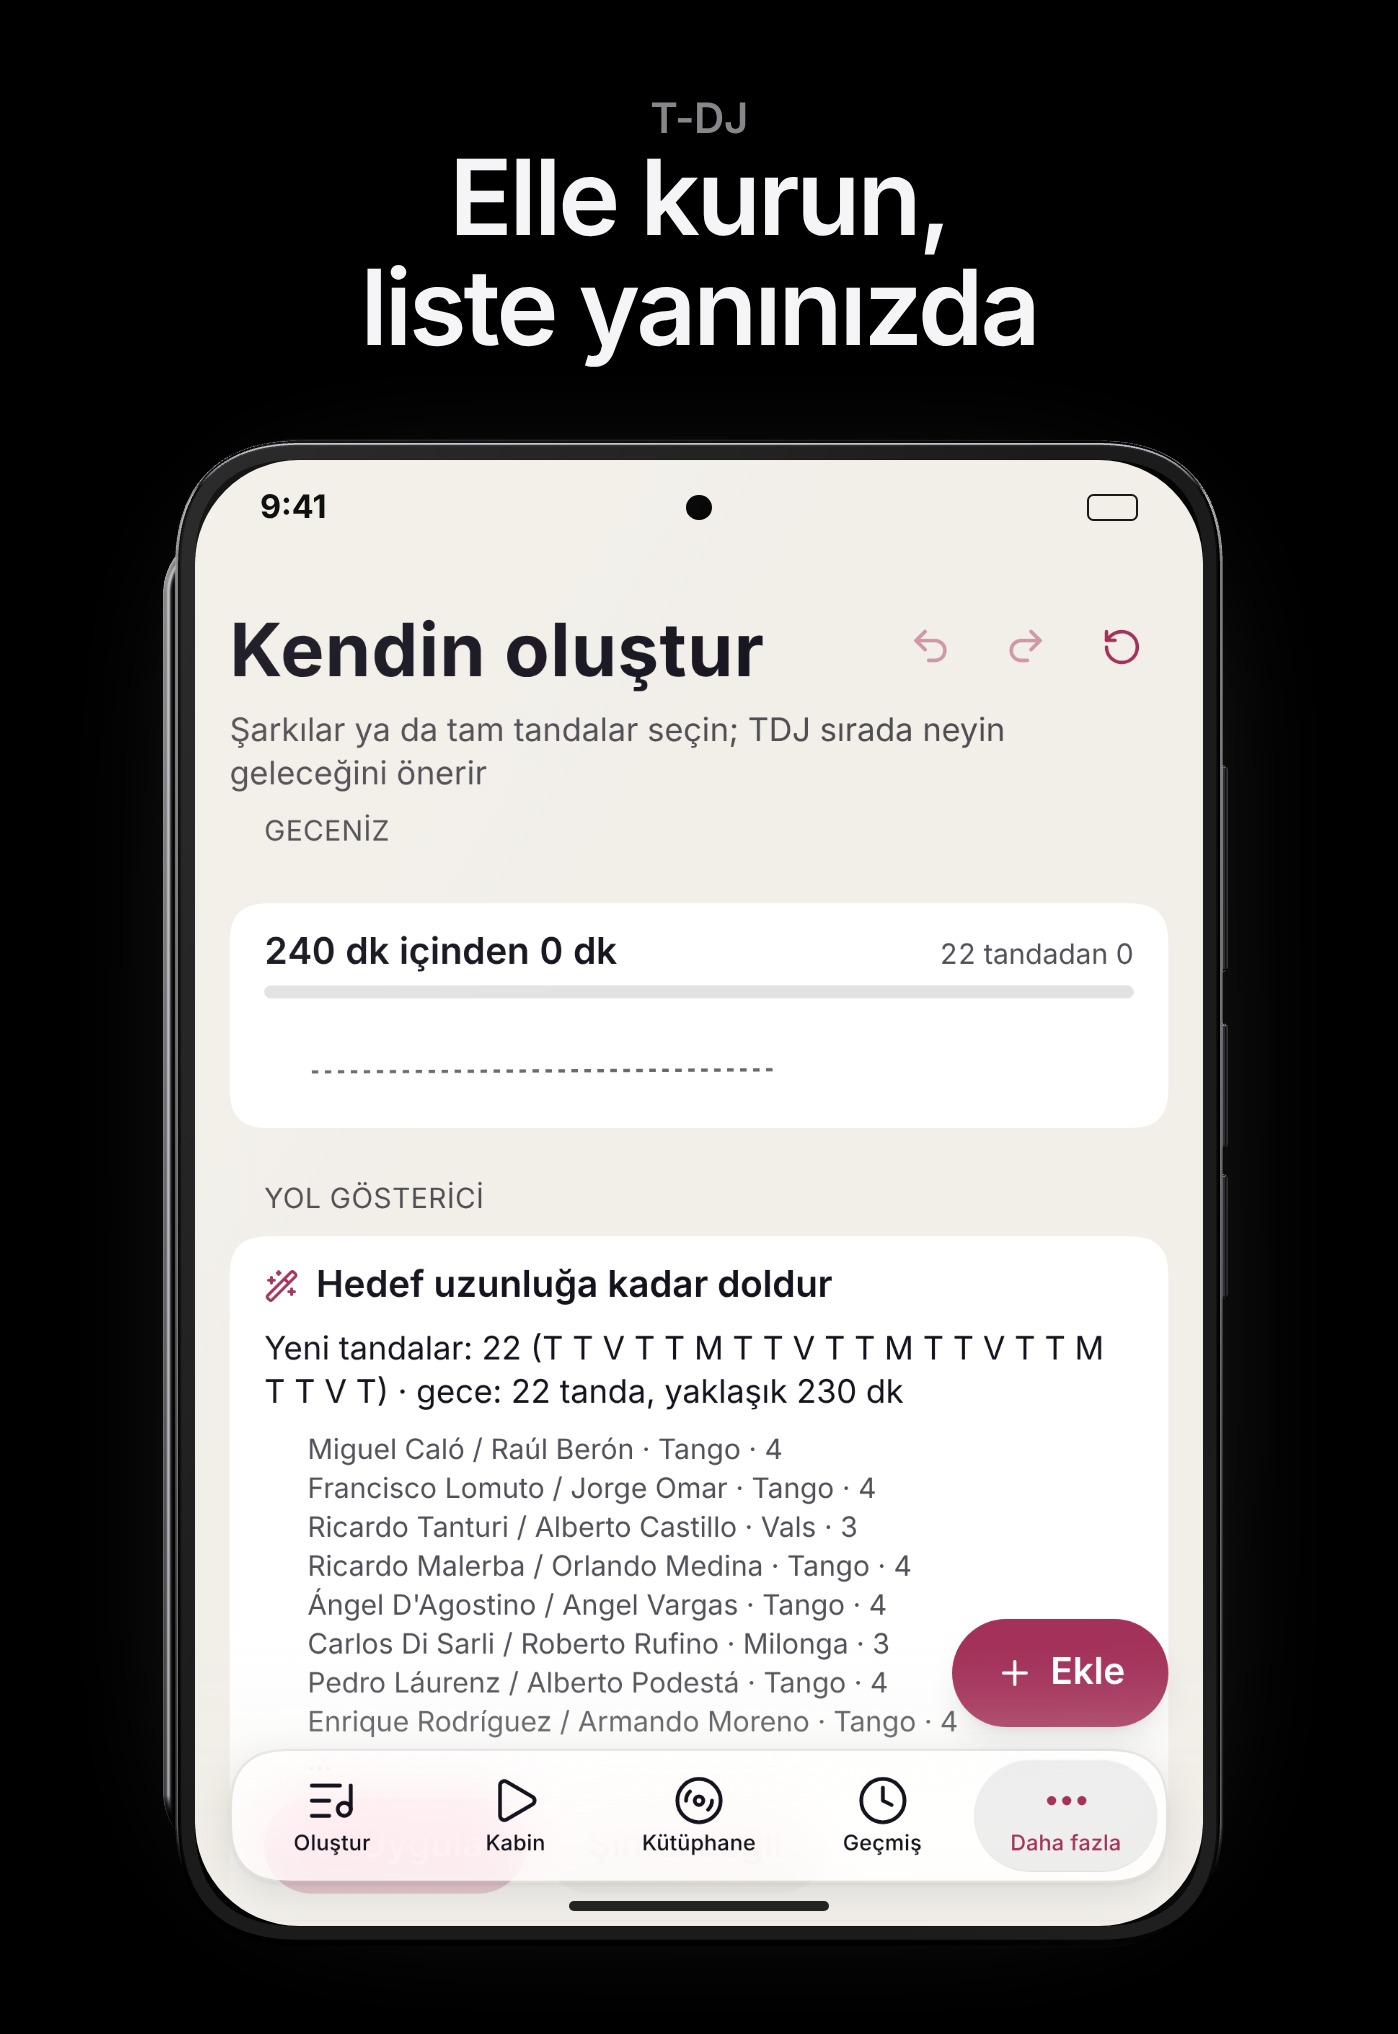 T-DJ
Elle kurun,
liste yanınızda
9:41
Kendin oluştur
Şarkılar ya da tam tandalar seçin; TDJ sırada neyin
geleceğini önerir
GECENİZ
240 dk içinden 0 dk
22 tandadan 0
YOL GÖSTERİCİ
Hedef uzunluğa kadar doldur
Yeni tandalar: 22 (T T V T T M T T V T T M T T V T T M
T T V T) · gece: 22 tanda, yaklaşık 230 dk
Miguel Caló / Raúl Berón · Tango · 4
Francisco Lomuto / Jorge Omar · Tango · 4
Ricardo Tanturi / Alberto Castillo · Vals · 3
Ricardo Malerba / Orlando Medina · Tango · 4
Ángel D'Agostino / Angel Vargas · Tango · 4
Carlos Di Sarli / Roberto Rufino · Milonga · 3
Pedro Láurenz / Alberto Podestá · Tango · 4
Enrique Rodríguez / Armando Moreno · Tango · 4
+ Ekle
Oluştur
Kabin
Kütüphane
Geçmiş
Daha fazla